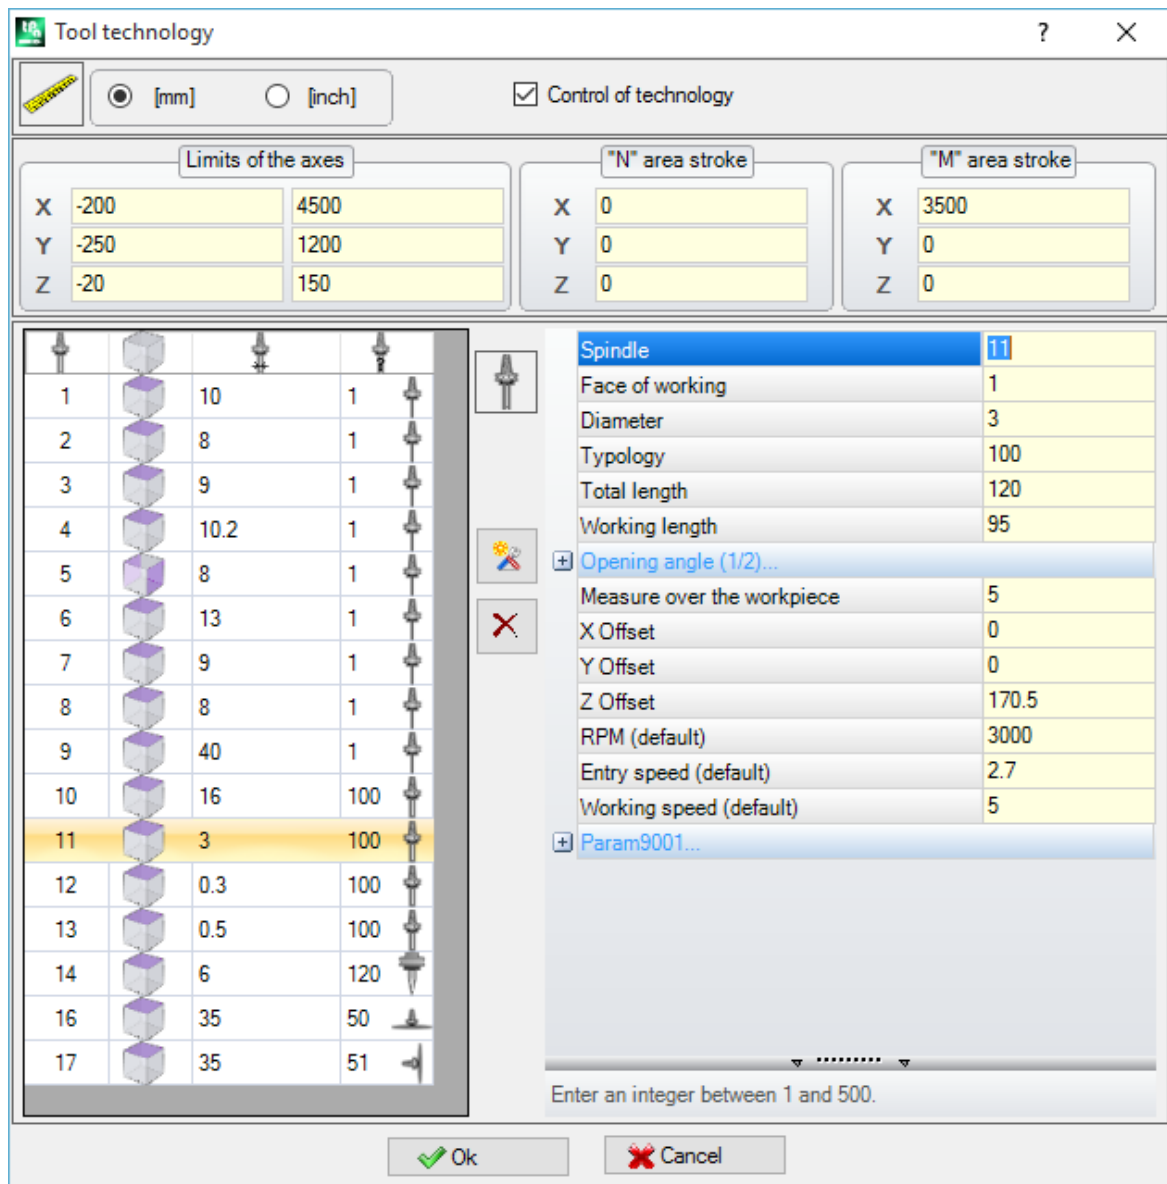 Tool technology ?
[mm] [inch] Control of technology
Limits of the axes "N" area stroke "M" area stroke
X -200 4500 X 0 X 3500
Y -250 1200 Y 0 Y 0
Z -20 150 Z 0 Z 0
1 10 1
2 8 1
3 9 1
4 10.2 1
5 8 1
6 13 1
7 9 1
8 8 1
9 40 1
10 16 100
11 3 100
12 0.3 100
13 0.5 100
14 6 120
16 35 50
17 35 51
Spindle 11
Face of working 1
Diameter 3
Typology 100
Total length 120
Working length 95
Opening angle (1/2)...
Measure over the workpiece 5
X Offset 0
Y Offset 0
Z Offset 170.5
RPM (default) 3000
Entry speed (default) 2.7
Working speed (default) 5
Param9001...
Enter an integer between 1 and 500.
Ok Cancel